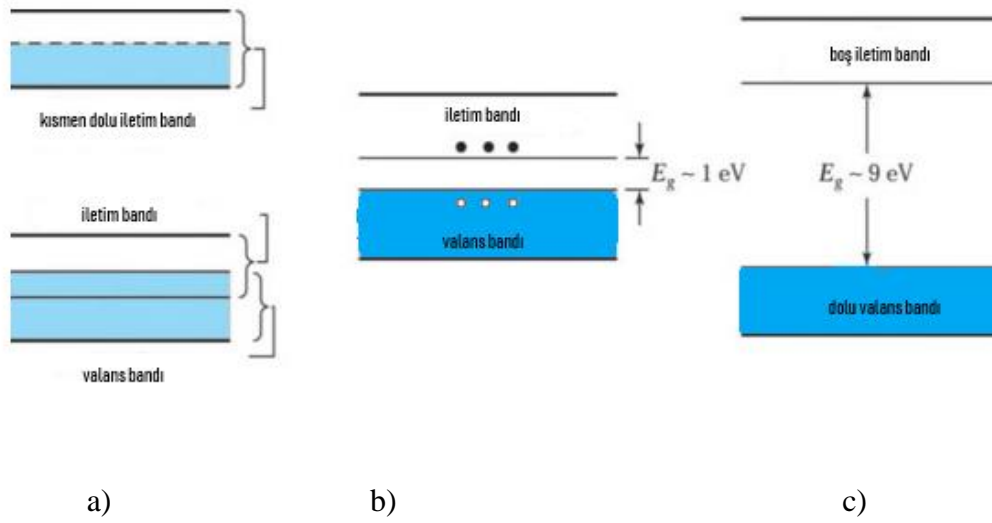 kısmen dolu iletim bandı
iletim bandı
valans bandı
iletim bandı
E_g ~ 1 eV
valans bandı
boş iletim bandı
E_g ~ 9 eV
dolu valans bandı
a)
b)
c)